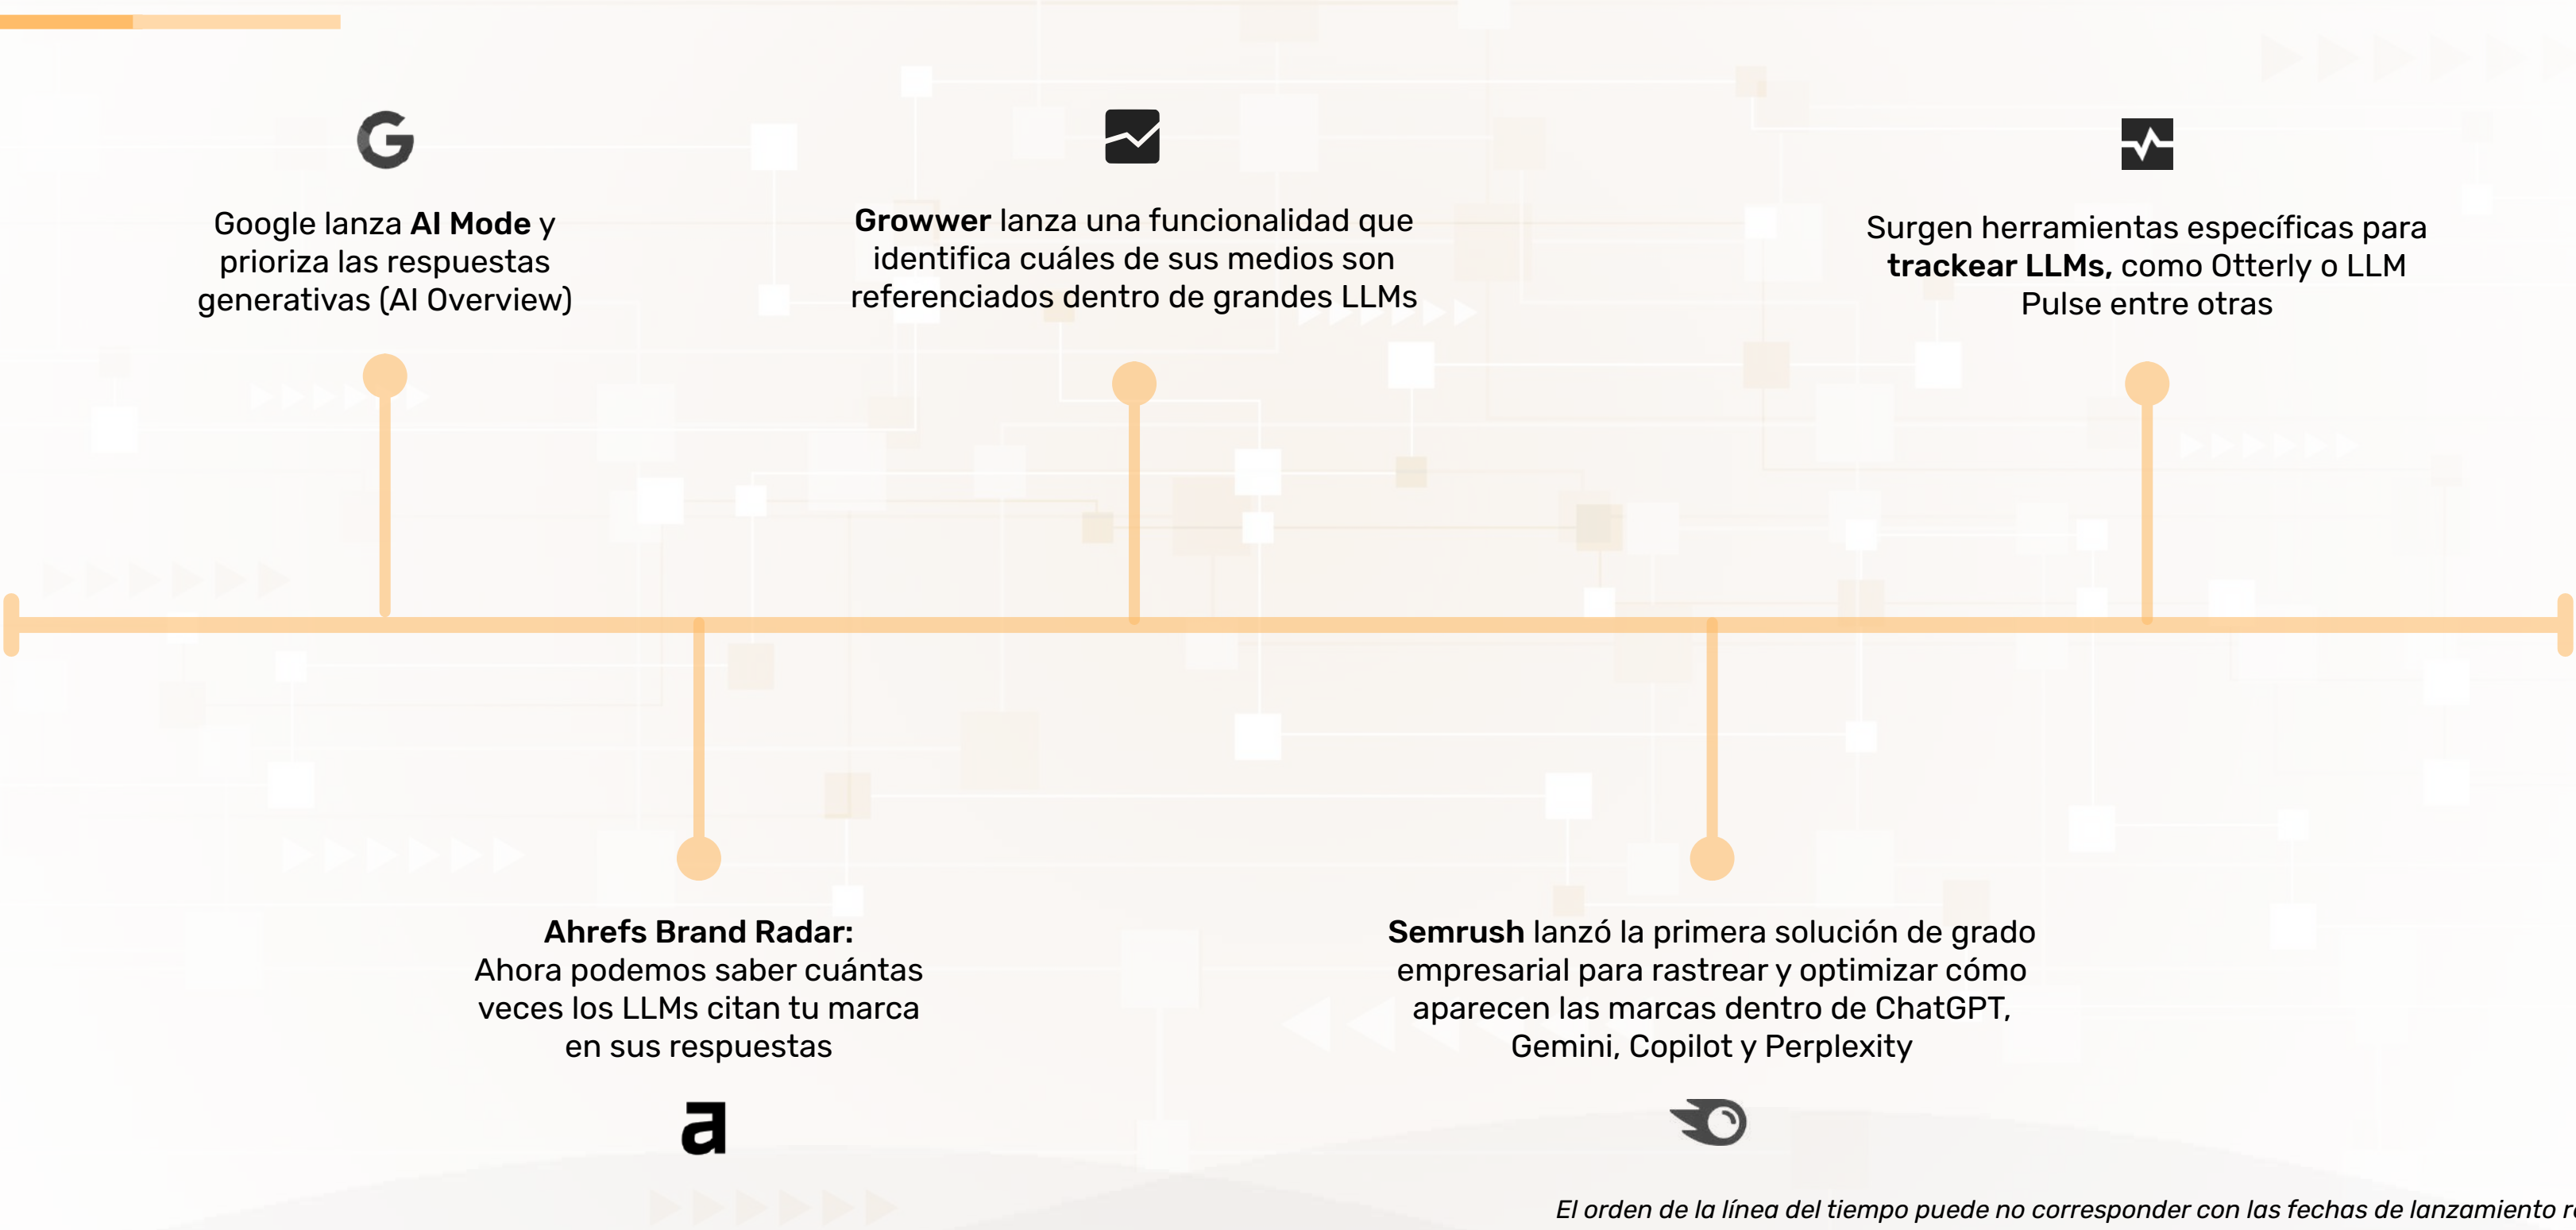 Google lanza AI Mode y
prioriza las respuestas
generativas (AI Overview)
Growwer lanza una funcionalidad que
identifica cuáles de sus medios son
referenciados dentro de grandes LLMs
Surgen herramientas específicas para
trackear LLMs, como Otterly o LLM
Pulse entre otras
Ahrefs Brand Radar:
Ahora podemos saber cuántas
veces los LLMs citan tu marca
en sus respuestas
a
Semrush lanzó la primera solución de grado
empresarial para rastrear y optimizar cómo
aparecen las marcas dentro de ChatGPT,
Gemini, Copilot y Perplexity
El orden de la línea del tiempo puede no corresponder con las fechas de lanzamiento